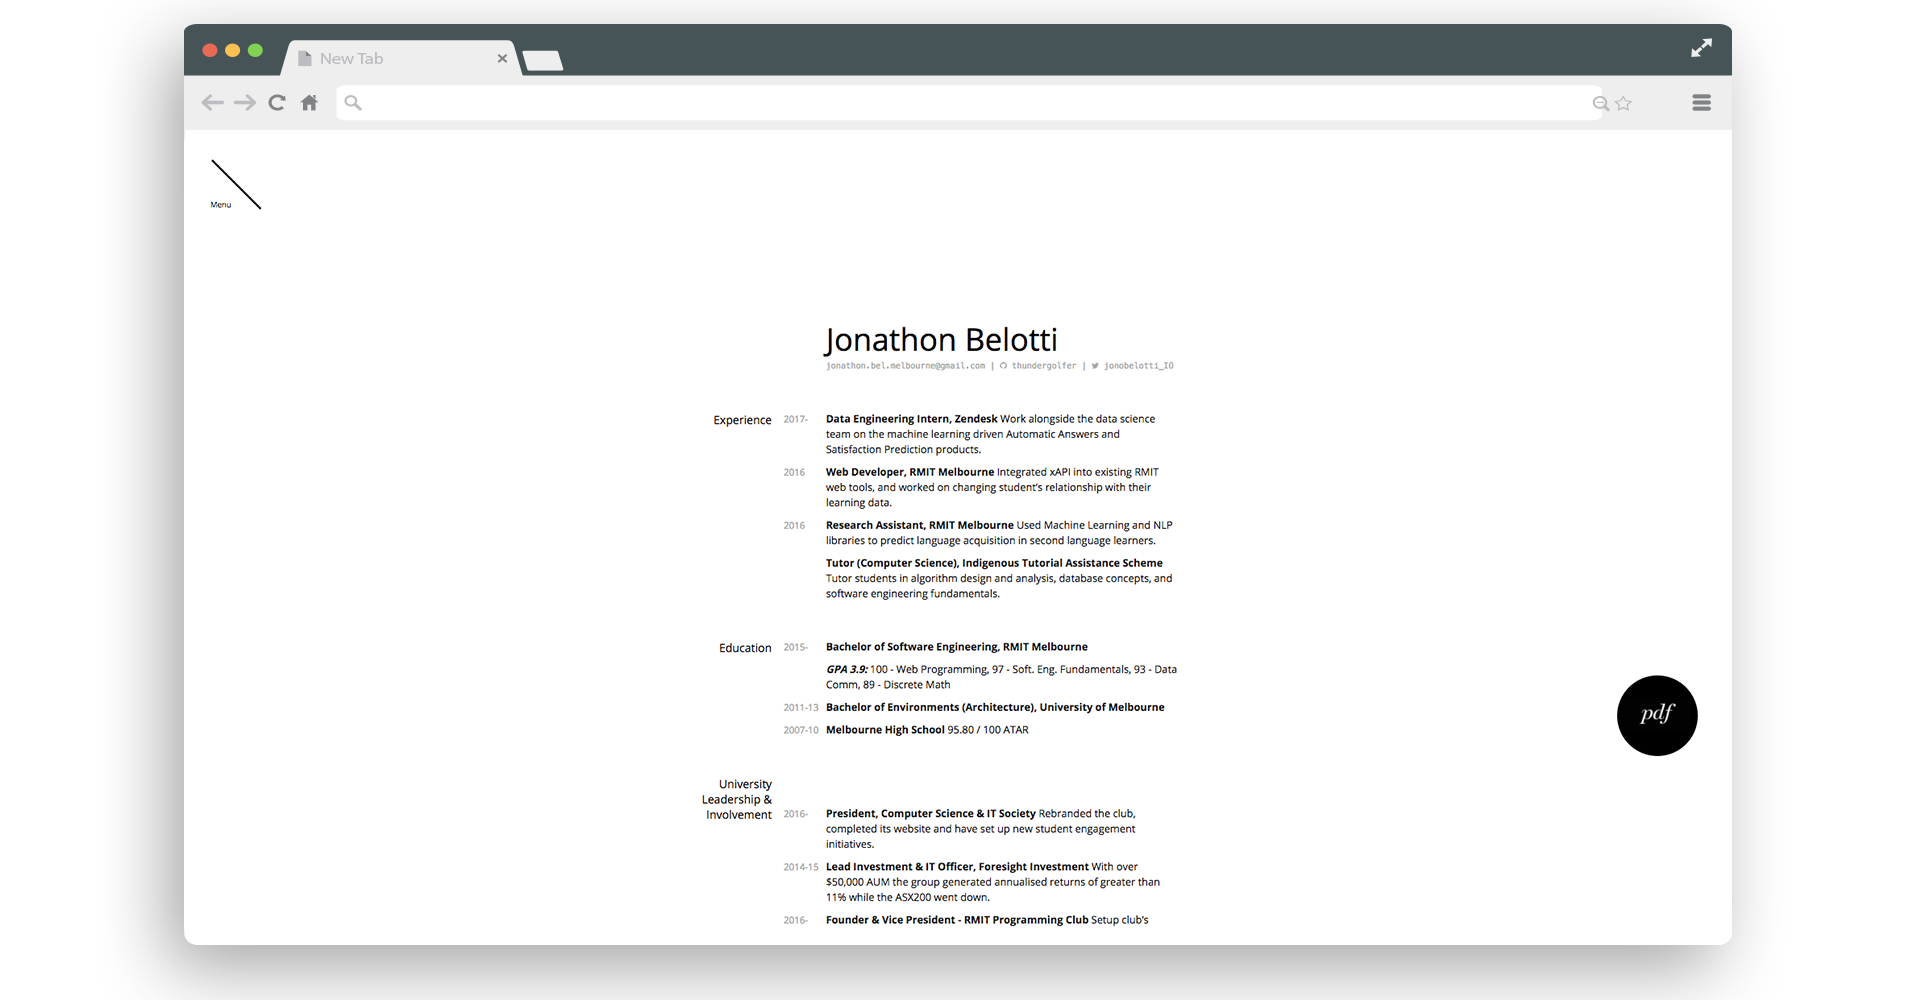 New Tab
Menu
Jonathon Belotti
jonathon.bel.melbourne@gmail.com | thundergolfer | jonobelotti_IO
Experience 2017- Data Engineering Intern, Zendesk Work alongside the data science
team on the machine learning driven Automatic Answers and
Satisfaction Prediction products.
2016 Web Developer, RMIT Melbourne Integrated xAPI into existing RMIT
web tools, and worked on changing student's relationship with their
learning data.
2016 Research Assistant, RMIT Melbourne Used Machine Learning and NLP
libraries to predict language acquisition in second language learners.
Tutor (Computer Science), Indigenous Tutorial Assistance Scheme
Tutor students in algorithm design and analysis, database concepts, and
software engineering fundamentals.
Education 2015- Bachelor of Software Engineering, RMIT Melbourne
GPA 3.9: 100 - Web Programming, 97 - Soft. Eng. Fundamentals, 93 - Data
Comm, 89 - Discrete Math
2011-13 Bachelor of Environments (Architecture), University of Melbourne
2007-10 Melbourne High School 95.80 / 100 ATAR
pdf
University
Leadership &
Involvement 2016- President, Computer Science & IT Society Rebranded the club,
completed its website and have set up new student engagement
initiatives.
2014-15 Lead Investment & IT Officer, Foresight Investment With over
$50,000 AUM the group generated annualised returns of greater than
11% while the ASX200 went down.
2016- Founder & Vice President - RMIT Programming Club Setup club's